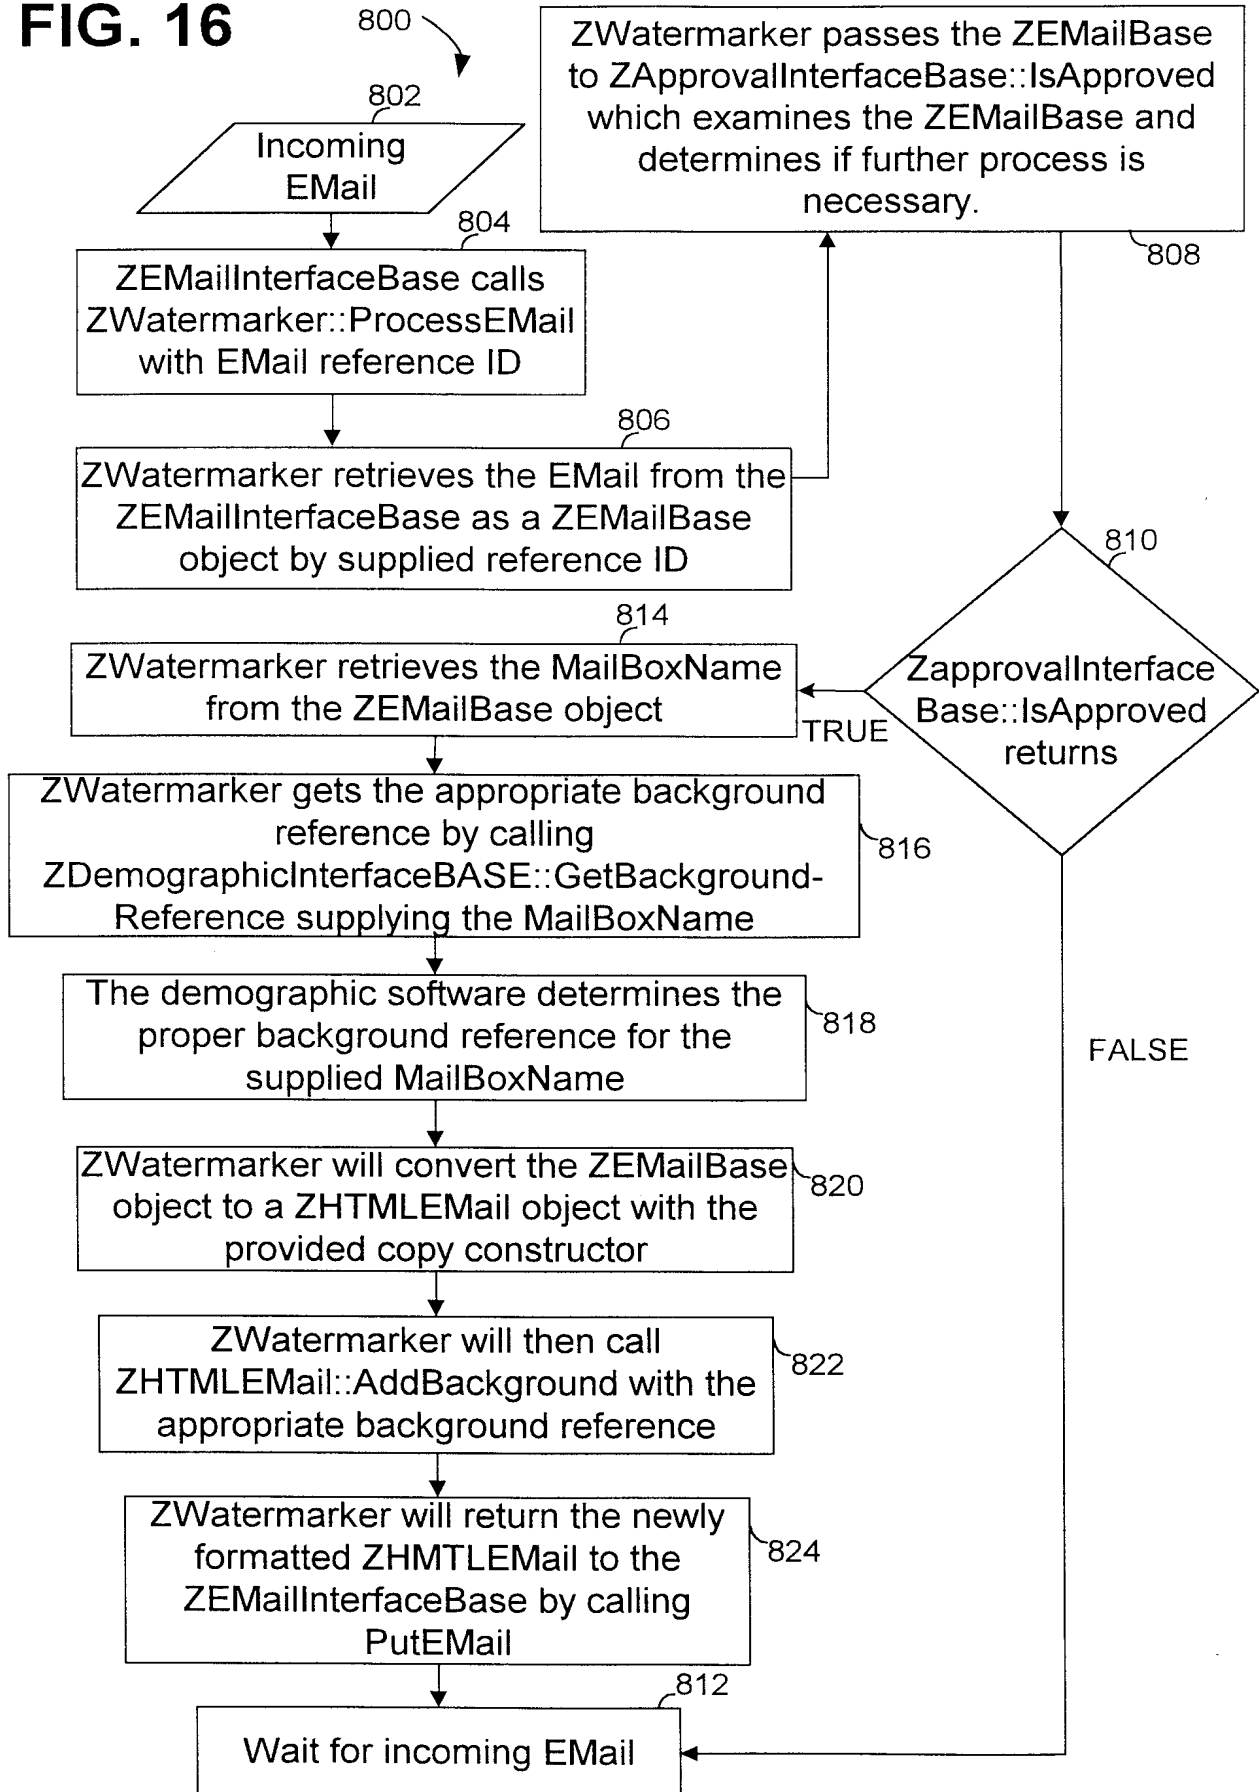 FIG. 16
800
802
Incoming
EMail
804
ZEMailInterfaceBase calls
ZWatermarker::ProcessEMail
with EMail reference ID
806
ZWatermarker retrieves the EMail from the
ZEMailInterfaceBase as a ZEMailBase
object by supplied reference ID
ZWatermarker passes the ZEMailBase
to ZApprovalInterfaceBase::IsApproved
which examines the ZEMailBase and
determines if further process is
necessary.
808
810
ZapprovalInterface
Base::IsApproved
returns
TRUE
FALSE
814
ZWatermarker retrieves the MailBoxName
from the ZEMailBase object
ZWatermarker gets the appropriate background
reference by calling
ZDemographicInterfaceBASE::GetBackground-
Reference supplying the MailBoxName
816
The demographic software determines the
proper background reference for the
supplied MailBoxName
818
ZWatermarker will convert the ZEMailBase
object to a ZHTMLEMail object with the
provided copy constructor
820
ZWatermarker will then call
ZHTMLEMail::AddBackground with the
appropriate background reference
822
ZWatermarker will return the newly
formatted ZHMTLEMail to the
ZEMailInterfaceBase by calling
PutEMail
824
812
Wait for incoming EMail